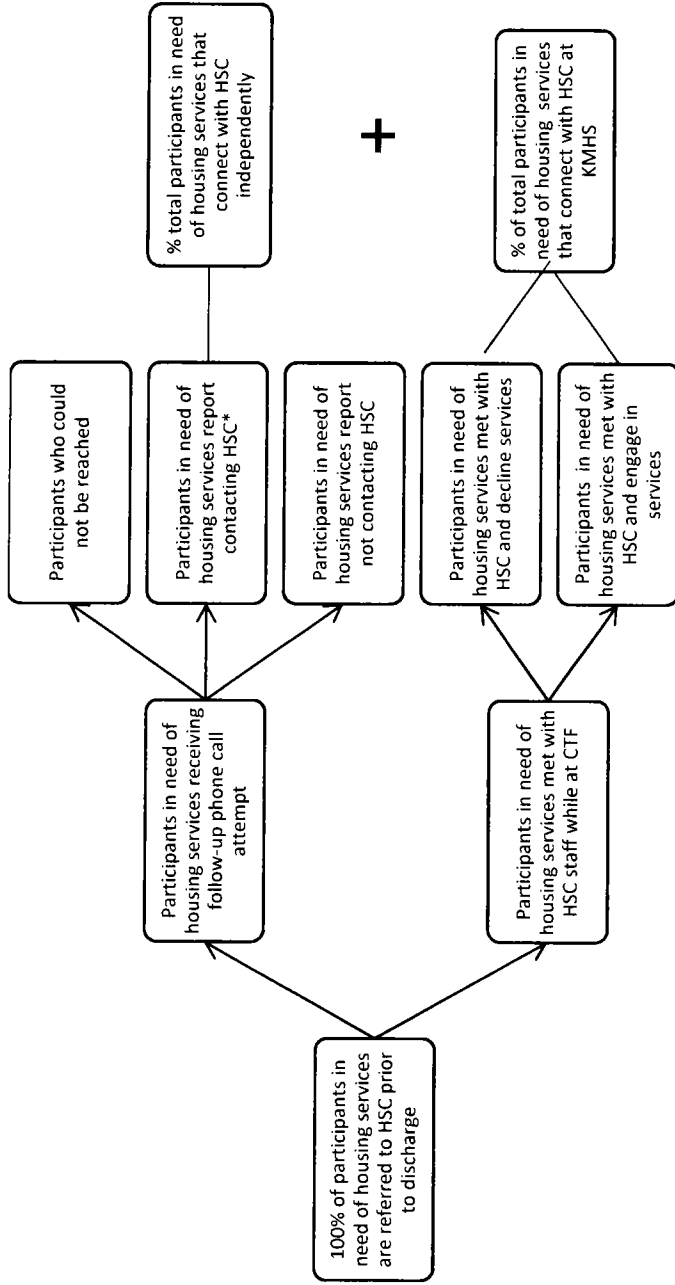 100% of participants in
need of housing services
are referred to HSC prior
to discharge
Participants in need of
housing services receiving
follow-up phone call
attempt
Participants in need of
housing services met with
HSC staff while at CTF
Participants who could
not be reached
Participants in need of
housing services report
contacting HSC*
Participants in need of
housing services report
not contacting HSC
Participants in need of
housing services met with
HSC and decline services
Participants in need of
housing services met with
HSC and engage in
services
% total participants in need
of housing services that
connect with HSC
independently
+
% of total participants in
need of housing services
that connect with HSC at
KMHS